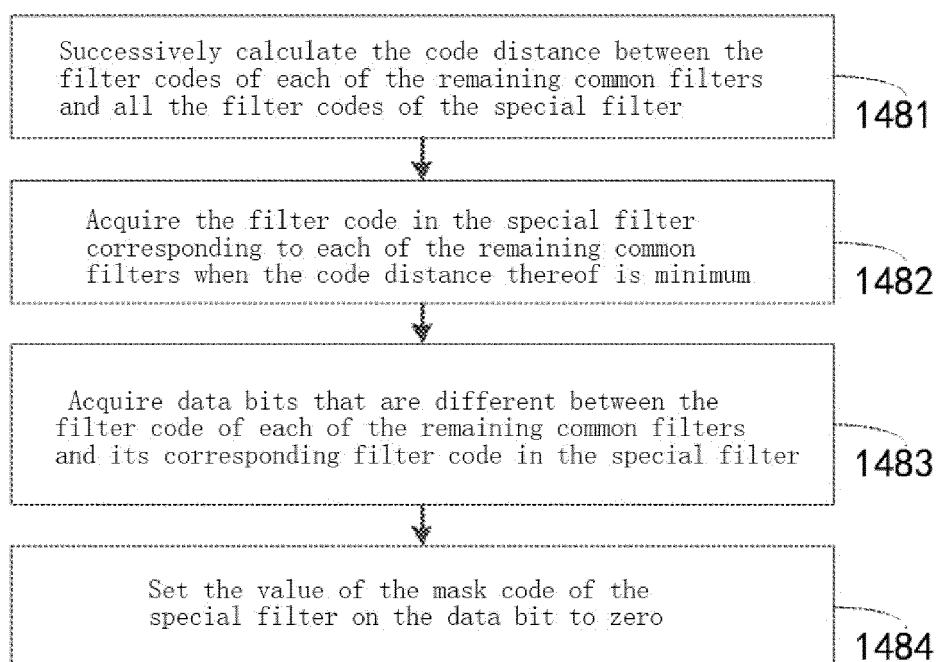 Successively calculate the code distance between the
filter codes of each of the remaining common filters
and all the filter codes of the special filter
1481
Acquire the filter code in the special filter
corresponding to each of the remaining common
filters when the code distance thereof is minimum
1482
Acquire data bits that are different between the
filter code of each of the remaining common filters
and its corresponding filter code in the special filter
1483
Set the value of the mask code of the
special filter on the data bit to zero
1484